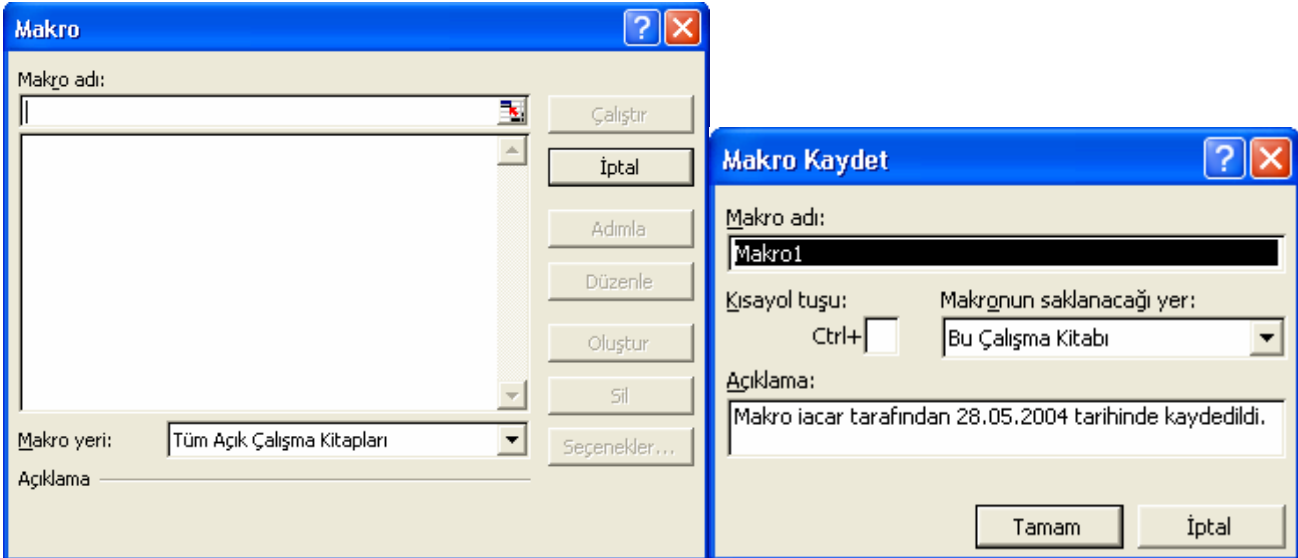 Makro
Makro adı:
Çalıştır
İptal
Adımla
Düzenle
Oluştur
Sil
Makro yeri:
Tüm Açık Çalışma Kitapları
Seçenekler...
Açıklama
Makro Kaydet
Makro adı:
Makro1
Kısayol tuşu:
Makronun saklanacağı yer:
Ctrl+
Bu Çalışma Kitabı
Açıklama:
Makro iacar tarafından 28.05.2004 tarihinde kaydedildi.
Tamam
İptal